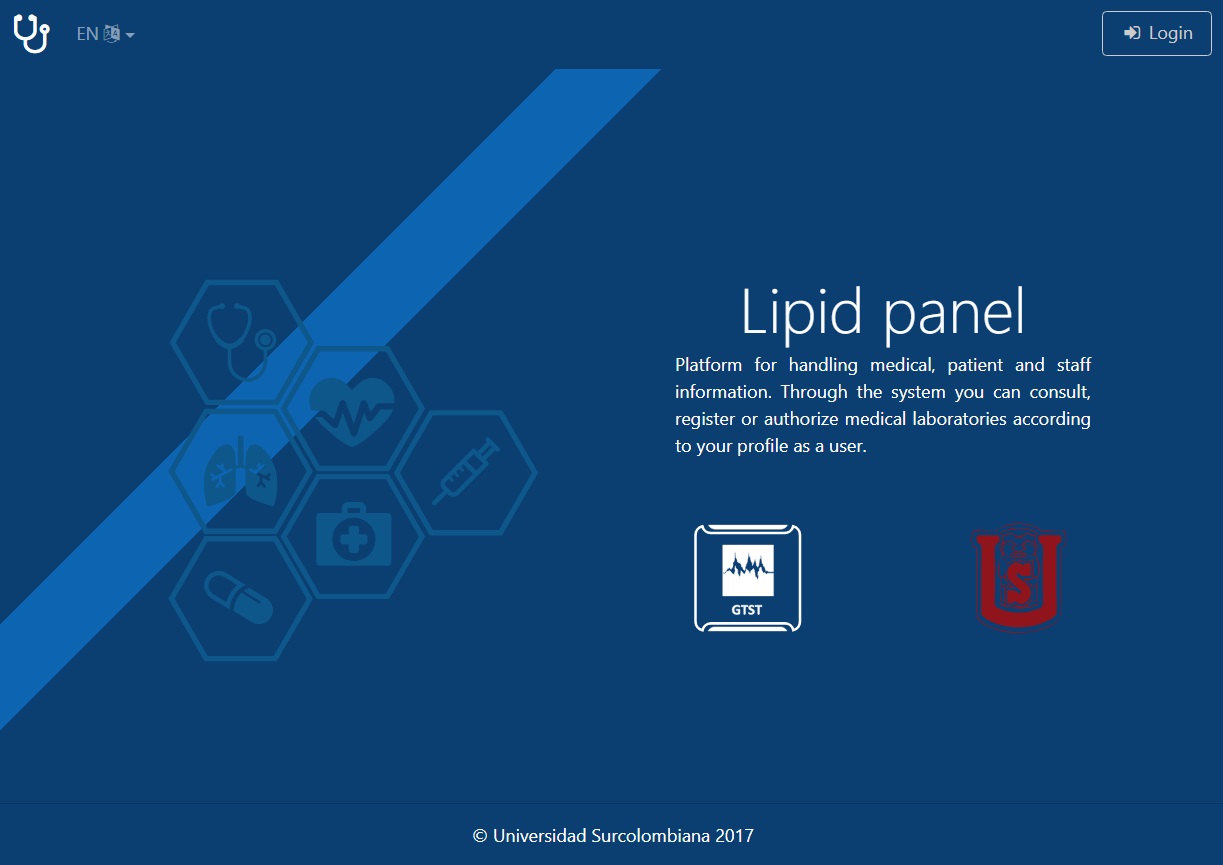 EN
Login
Lipid panel
Platform for handling medical, patient and staff
information. Through the system you can consult,
register or authorize medical laboratories according
to your profile as a user.
GTST
U
S
© Universidad Surcolombiana 2017